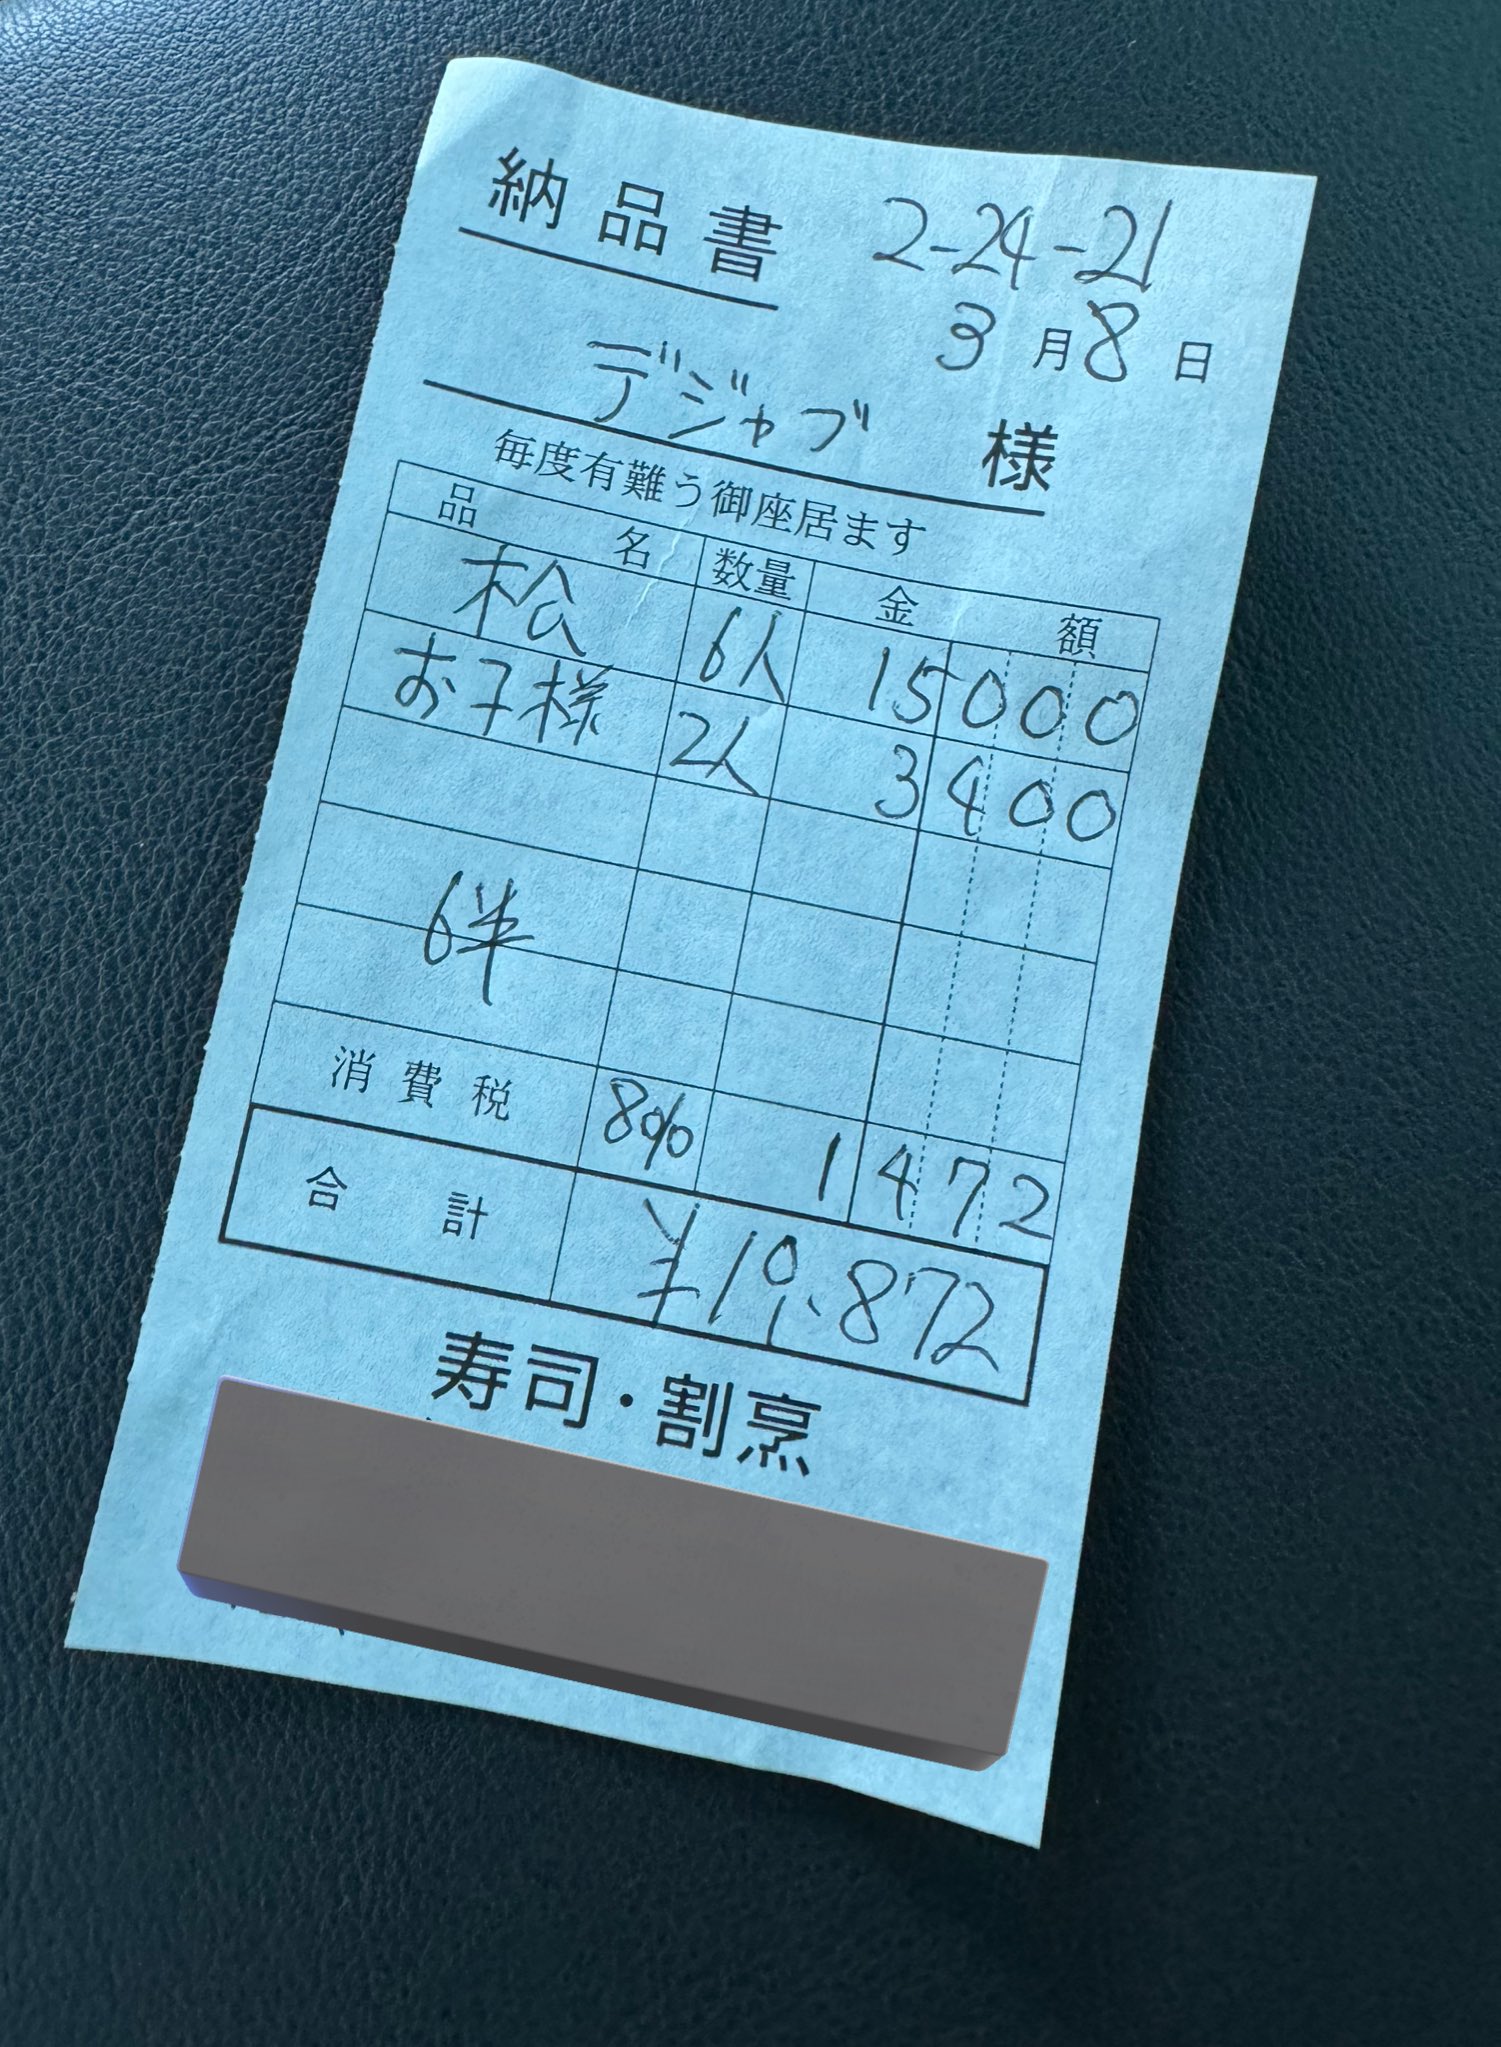 納品書 2-24-21
3月8日
デジャブ 様
毎度有難う御座居ます
品名 数量 金額
松 6人 15000
お子様 2人 3400
6半
消費税 8% 1472
合計 ¥19,872
寿司・割烹